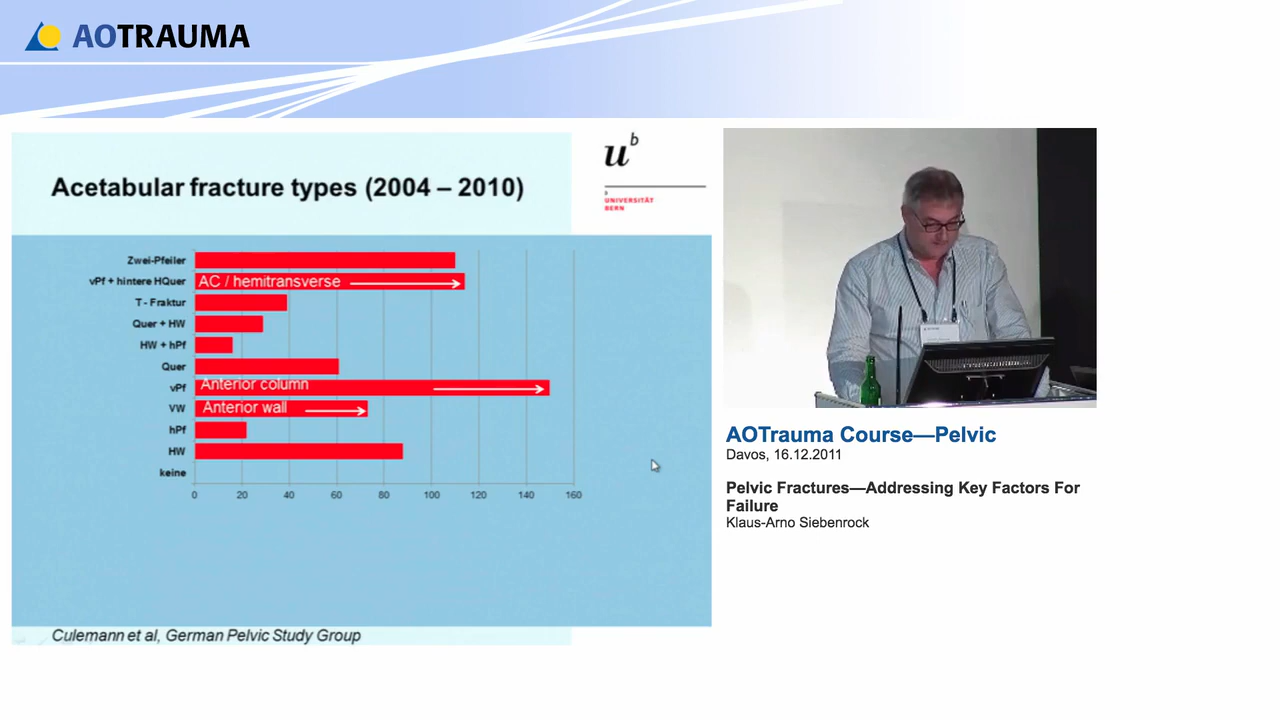 AOTRAUMA
Acetabular fracture types (2004 – 2010)
u b
b
UNIVERSITÄT
BERN
Zwei-Pfeiler
vPf + hintere HQuer
AC / hemitransverse
T - Fraktur
Quer + HW
HW + hPf
Quer
vPf
Anterior column
VW
Anterior wall
hPf
HW
keine
0 20 40 60 80 100 120 140 160
Culemann et al, German Pelvic Study Group
AOTrauma Course—Pelvic
Davos, 16.12.2011
Pelvic Fractures—Addressing Key Factors For
Failure
Klaus-Arno Siebenrock